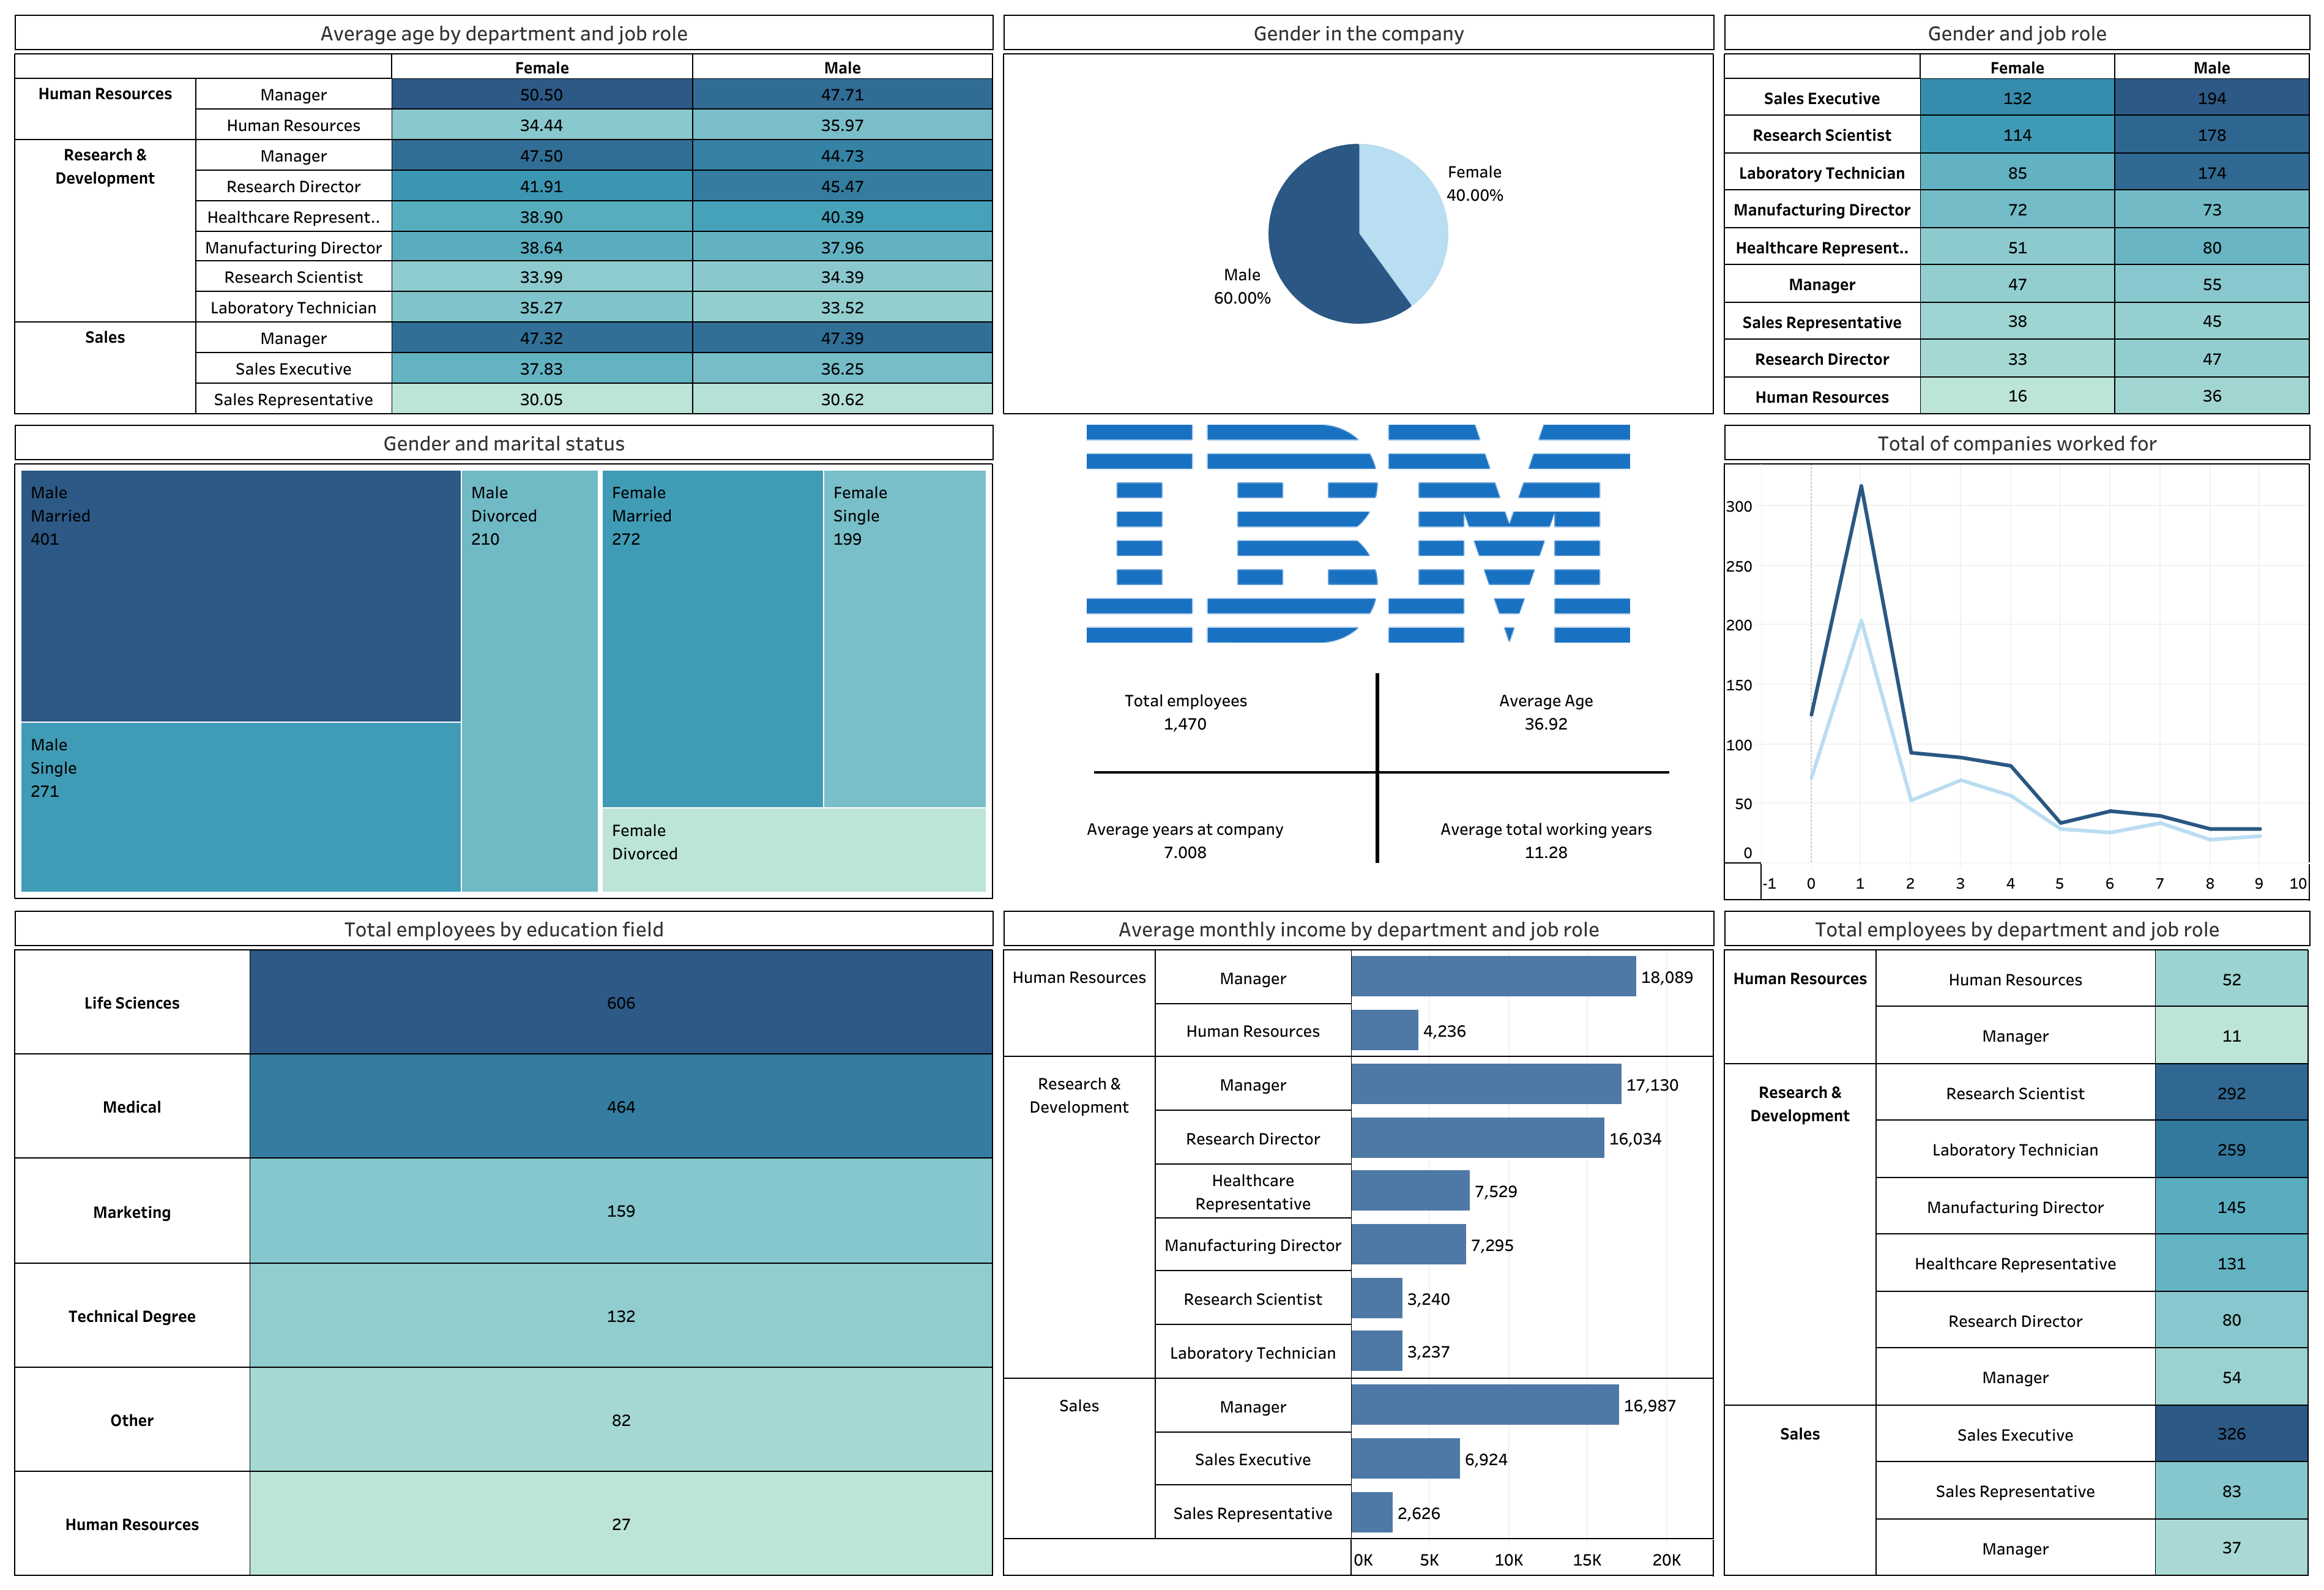 Average age by department and job role
Female Male
Human Resources Manager 50.50 47.71
Human Resources 34.44 35.97
Research & Development Manager 47.50 44.73
Research Director 41.91 45.47
Healthcare Represent.. 38.90 40.39
Manufacturing Director 38.64 37.96
Research Scientist 33.99 34.39
Laboratory Technician 35.27 33.52
Sales Manager 47.32 47.39
Sales Executive 37.83 36.25
Sales Representative 30.05 30.62
Gender in the company
Female
40.00%
Male
60.00%
Gender and job role
Female Male
Sales Executive 132 194
Research Scientist 114 178
Laboratory Technician 85 174
Manufacturing Director 72 73
Healthcare Represent.. 51 80
Manager 47 55
Sales Representative 38 45
Research Director 33 47
Human Resources 16 36
Gender and marital status
Male
Married
401
Male
Single
271
Male
Divorced
210
Female
Married
272
Female
Single
199
Female
Divorced
IBM
Total employees
1,470
Average Age
36.92
Average years at company
7.008
Average total working years
11.28
Total of companies worked for
300
250
200
150
100
50
0
-1 0 1 2 3 4 5 6 7 8 9 10
Total employees by education field
Life Sciences 606
Medical 464
Marketing 159
Technical Degree 132
Other 82
Human Resources 27
Average monthly income by department and job role
Human Resources Manager 18,089
Human Resources 4,236
Research & Development Manager 17,130
Research Director 16,034
Healthcare Representative 7,529
Manufacturing Director 7,295
Research Scientist 3,240
Laboratory Technician 3,237
Sales Manager 16,987
Sales Executive 6,924
Sales Representative 2,626
0K 5K 10K 15K 20K
Total employees by department and job role
Human Resources Human Resources 52
Manager 11
Research & Development Research Scientist 292
Laboratory Technician 259
Manufacturing Director 145
Healthcare Representative 131
Research Director 80
Manager 54
Sales Sales Executive 326
Sales Representative 83
Manager 37